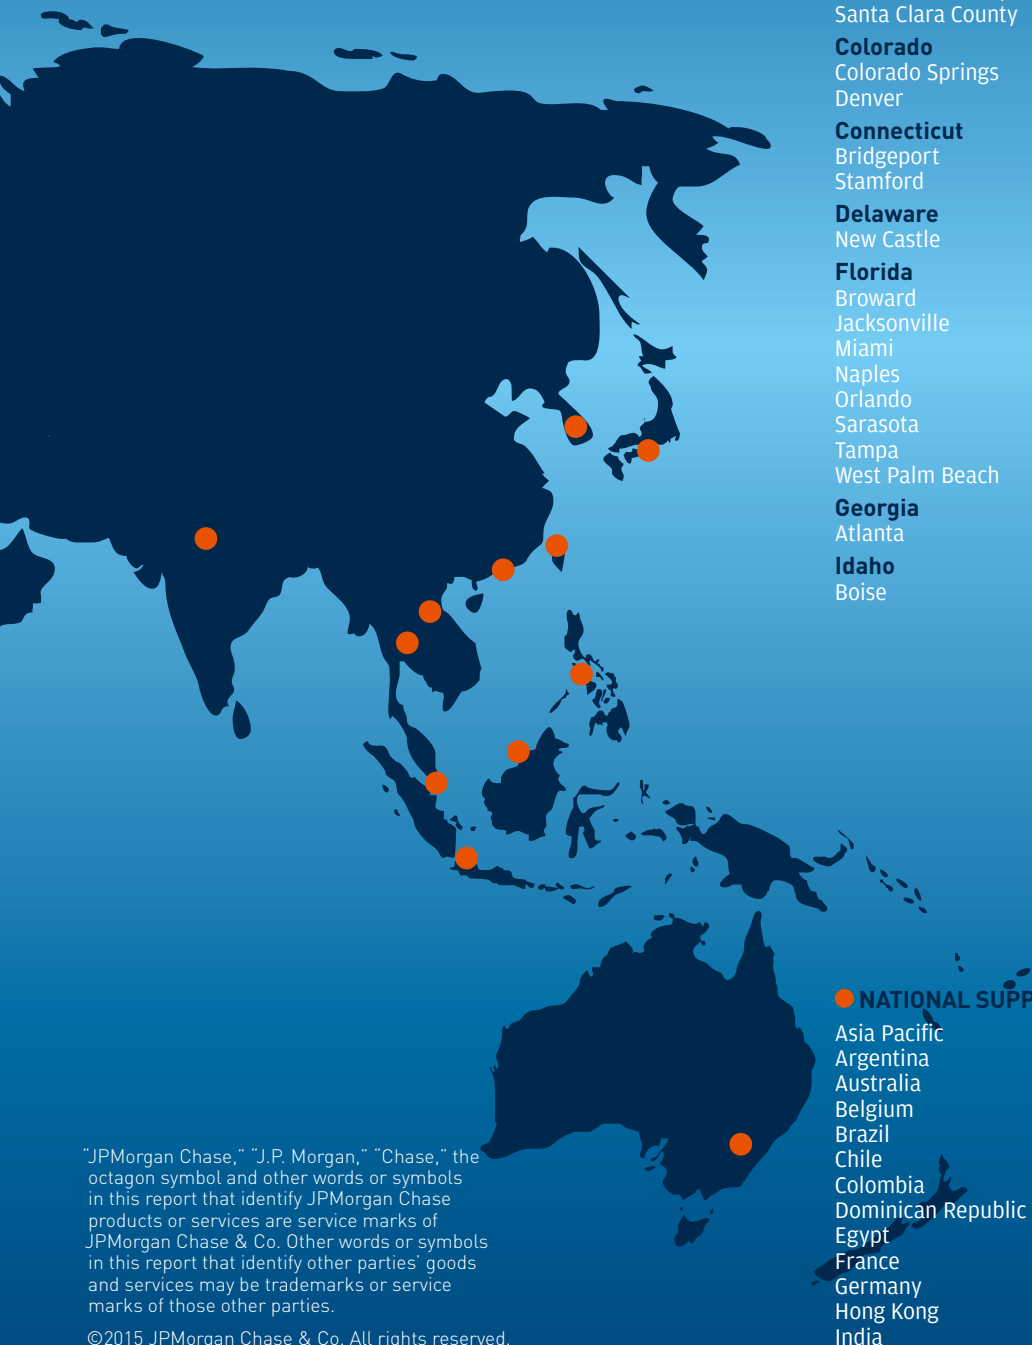 Santa Clara County
Colorado
Colorado Springs
Denver
Connecticut
Bridgeport
Stamford
Delaware
New Castle
Florida
Broward
Jacksonville
Miami
Naples
Orlando
Sarasota
Tampa
West Palm Beach
Georgia
Atlanta
Idaho
Boise
NATIONAL SUPP
Asia Pacific
Argentina
Australia
Belgium
Brazil
Chile
Colombia
Dominican Republic
Egypt
France
Germany
Hong Kong
India
“JPMorgan Chase,” “J.P. Morgan,” “Chase,” the
octagon symbol and other words or symbols
in this report that identify JPMorgan Chase
products or services are service marks of
JPMorgan Chase & Co. Other words or symbols
in this report that identify other parties’ goods
and services may be trademarks or service
marks of those other parties.
©2015 JPMorgan Chase & Co. All rights reserved.